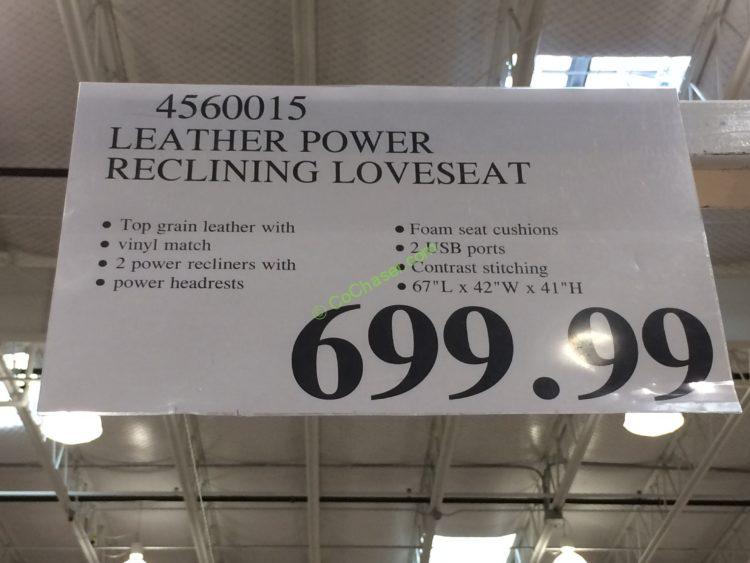 4560015
LEATHER POWER
RECLINING LOVESEAT
• Top grain leather with
• vinyl match
• 2 power recliners with
• power headrests
• Foam seat cushions
• 2 USB ports
• Contrast stitching
• 67"L x 42"W x 41"H
© CoChaser.com
699.99